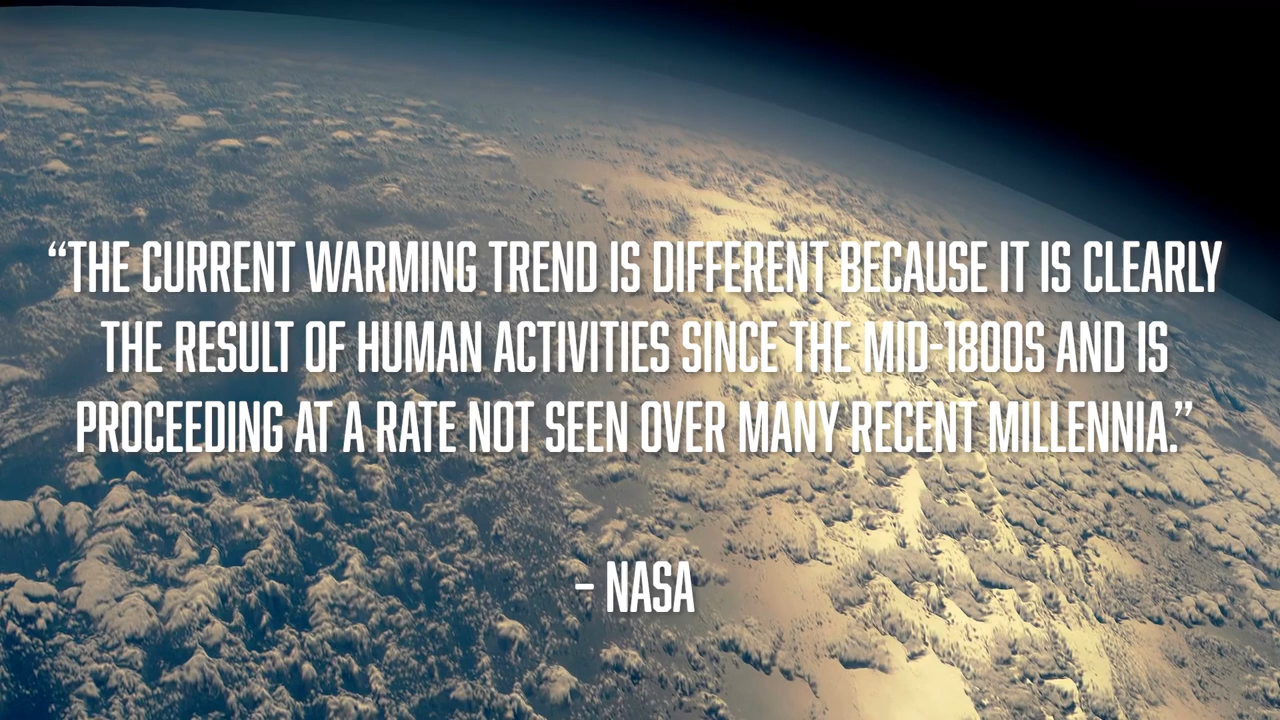 “THE CURRENT WARMING TREND IS DIFFERENT BECAUSE IT IS CLEARLY
THE RESULT OF HUMAN ACTIVITIES SINCE THE MID-1800S AND IS
PROCEEDING AT A RATE NOT SEEN OVER MANY RECENT MILLENNIA.”
- NASA